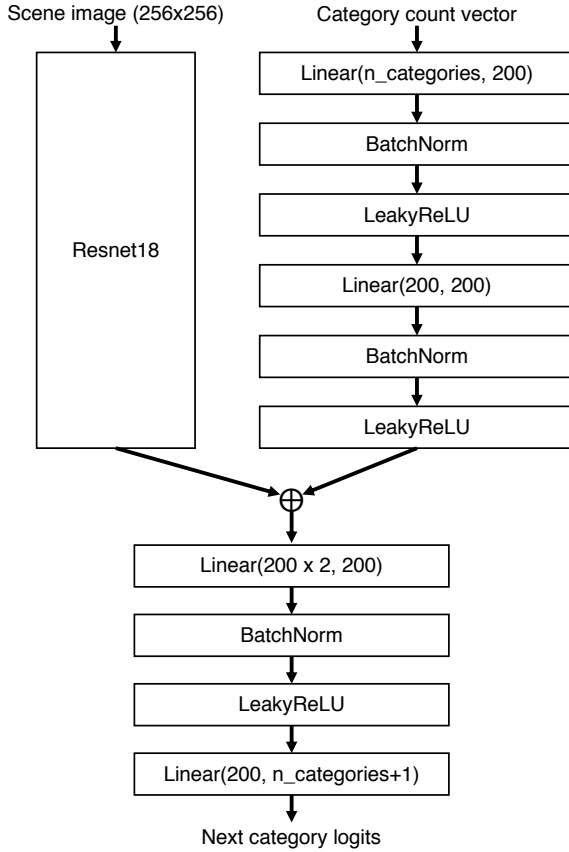 Scene image (256x256)
Resnet18
Category count vector
Linear(n_categories, 200)
BatchNorm
LeakyReLU
Linear(200, 200)
BatchNorm
LeakyReLU
Linear(200 x 2, 200)
BatchNorm
LeakyReLU
Linear(200, n_categories+1)
Next category logits